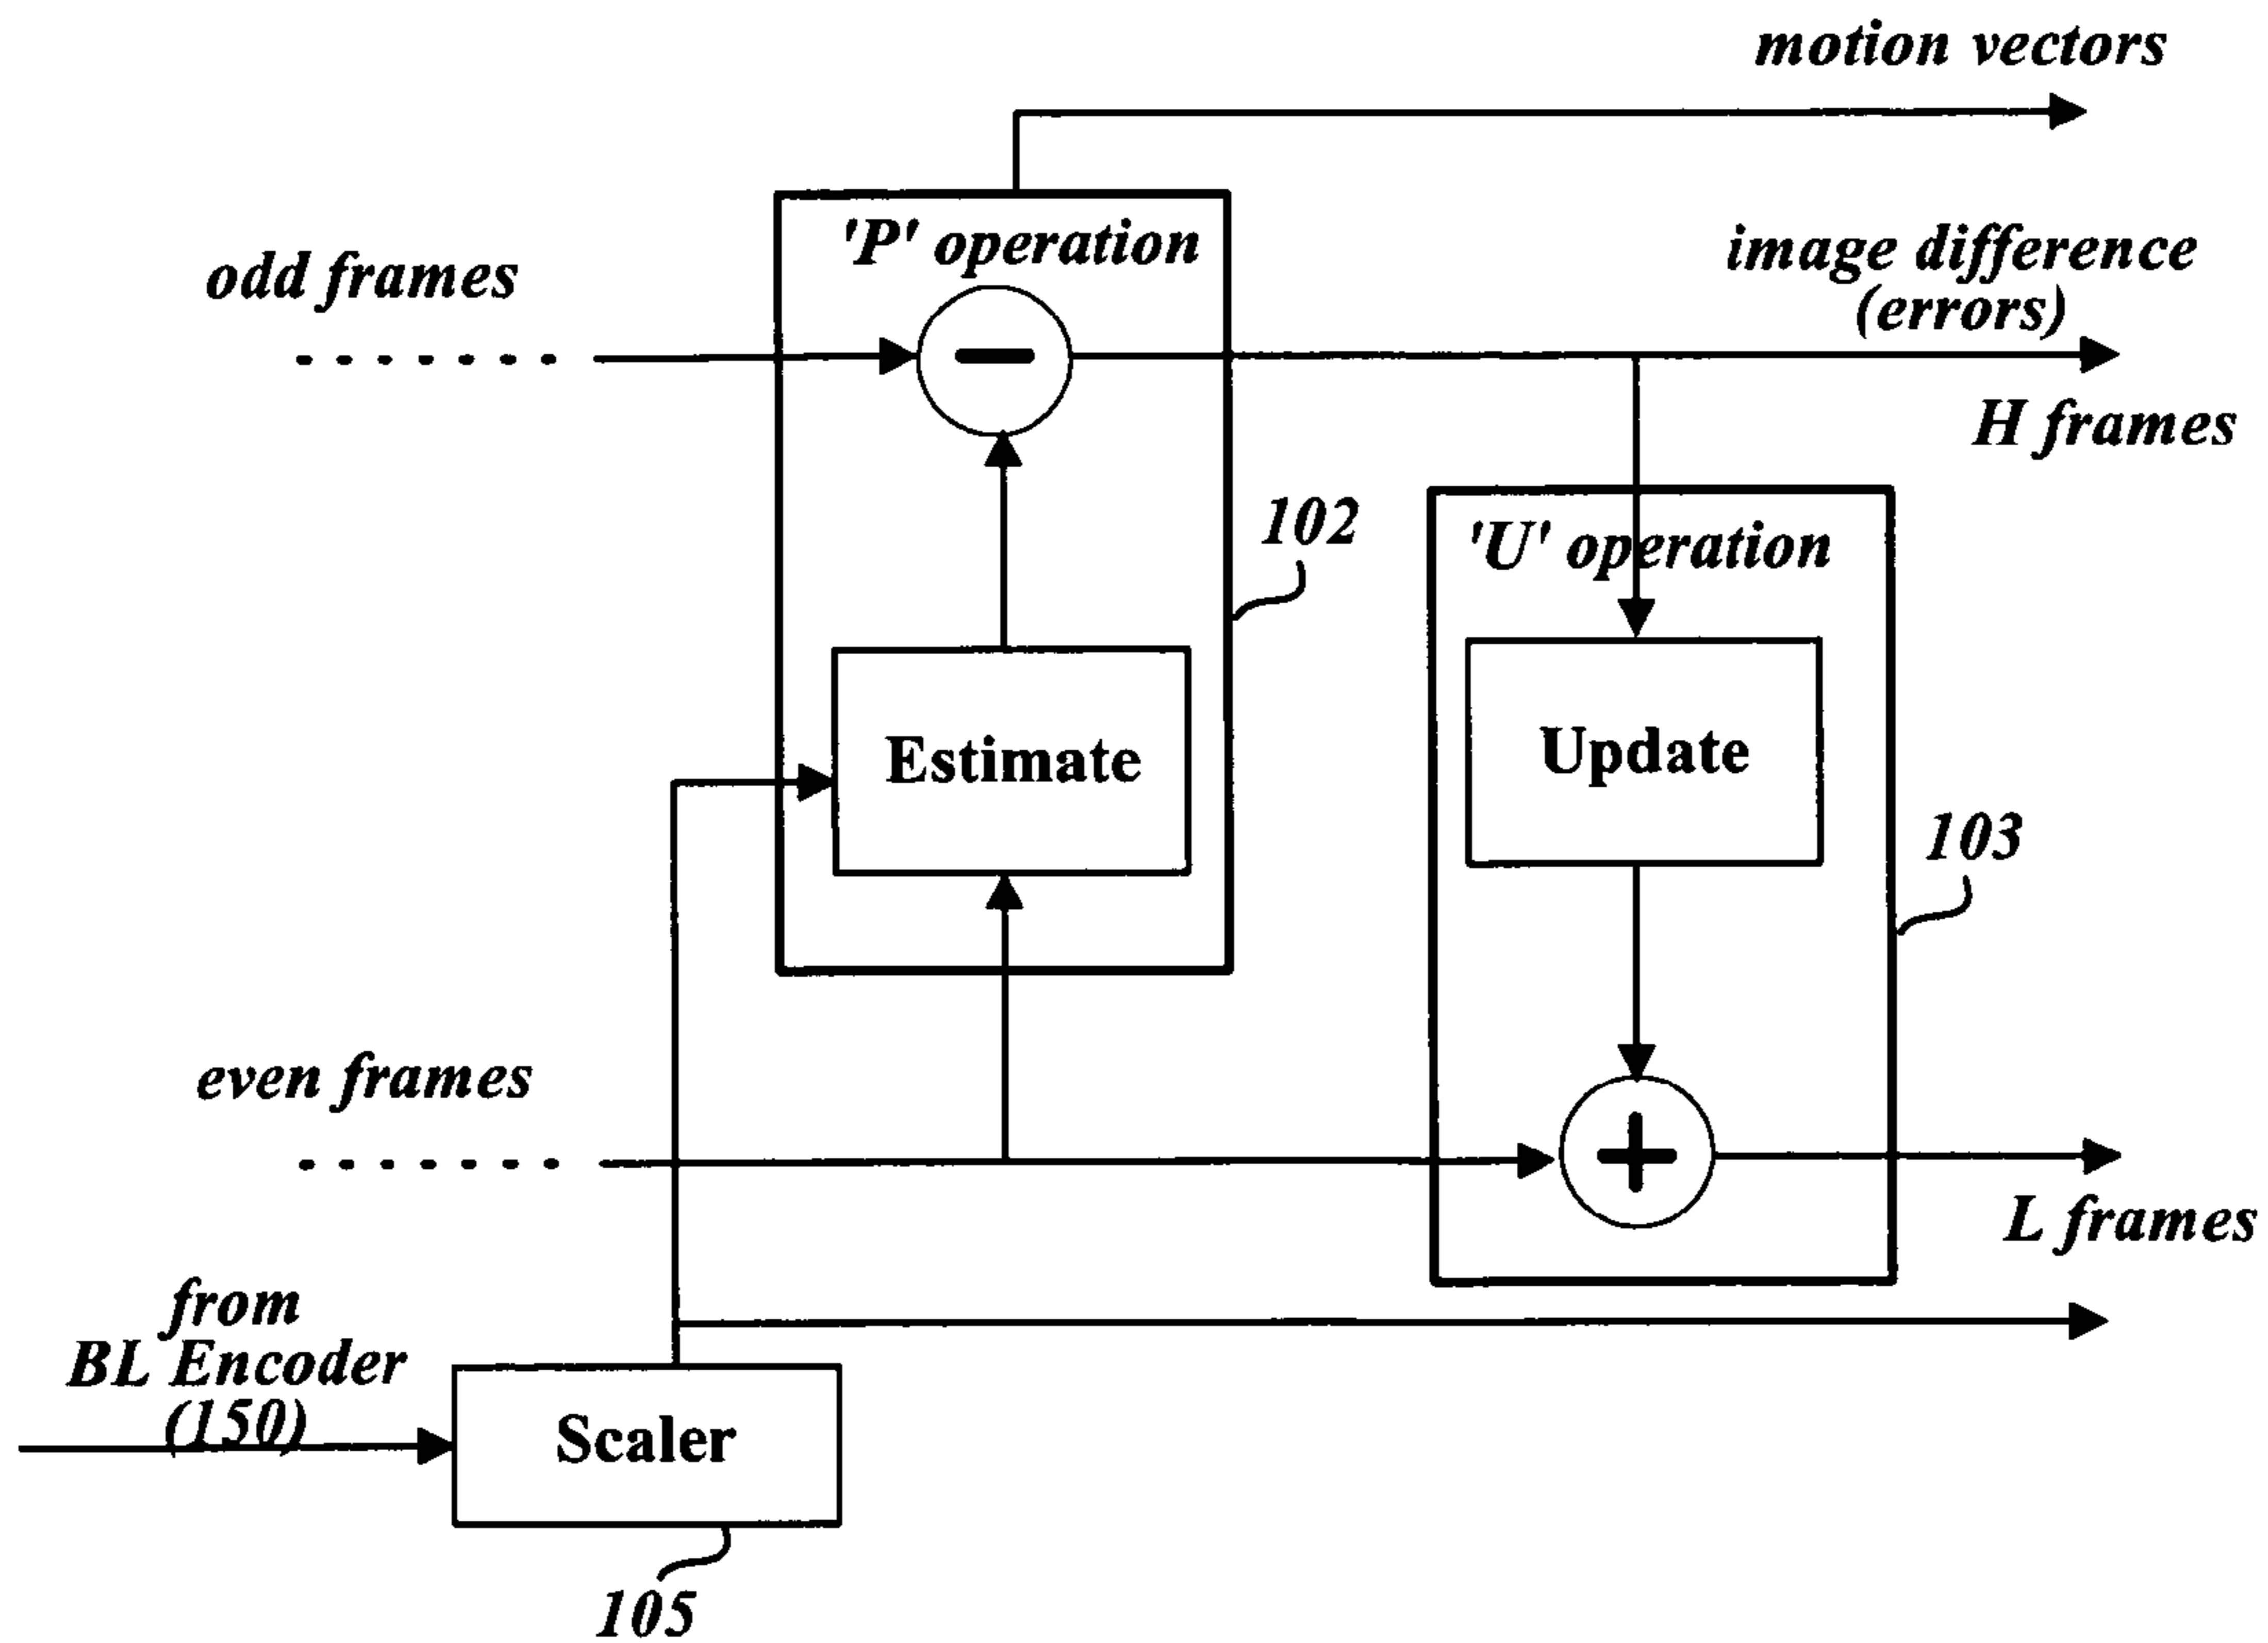 motion vectors
'P' operation
image difference
(errors)
odd frames
H frames
102
'U' operation
Estimate
Update
103
even frames
L frames
from
BL Encoder
(150)
Scaler
105